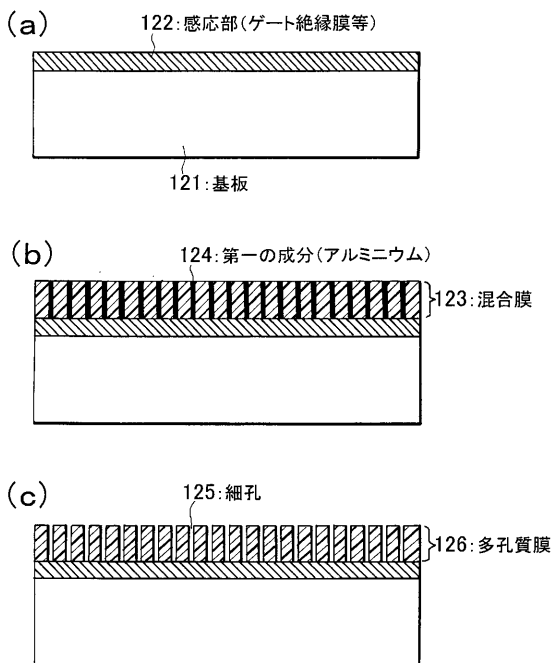 (a)
122:感応部(ゲート絶縁膜等)
121:基板
(b)
124:第一の成分(アルミニウム)
123:混合膜
(c)
125:細孔
126:多孔質膜